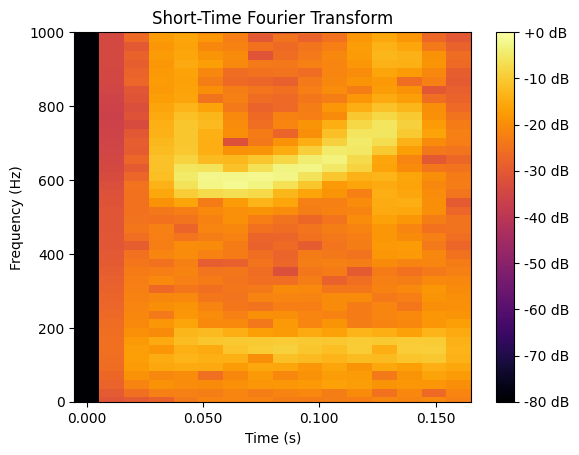 Short-Time Fourier Transform
1000
800
600
400
200
0
Frequency (Hz)
0.000
0.050
0.100
0.150
Time (s)
+0 dB
-10 dB
-20 dB
-30 dB
-40 dB
-50 dB
-60 dB
-70 dB
-80 dB